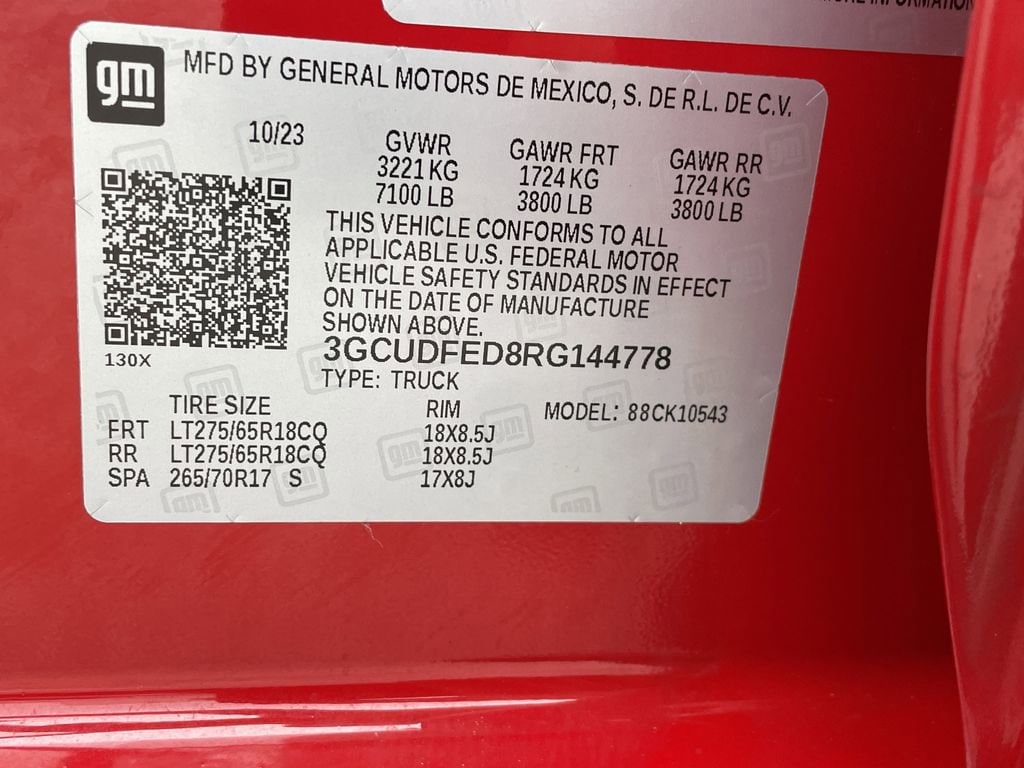 MORE INFORMATION
gm
MFD BY GENERAL MOTORS DE MEXICO, S. DE R.L. DE C.V.
10/23 GVWR GAWR FRT GAWR RR
3221 KG 1724 KG 1724 KG
7100 LB 3800 LB 3800 LB
THIS VEHICLE CONFORMS TO ALL
APPLICABLE U.S. FEDERAL MOTOR
VEHICLE SAFETY STANDARDS IN EFFECT
ON THE DATE OF MANUFACTURE
SHOWN ABOVE.
130X
3GCUDFED8RG144778
TYPE: TRUCK
TIRE SIZE RIM MODEL: 88CK10543
FRT LT275/65R18CQ 18X8.5J
RR LT275/65R18CQ 18X8.5J
SPA 265/70R17 S 17X8J